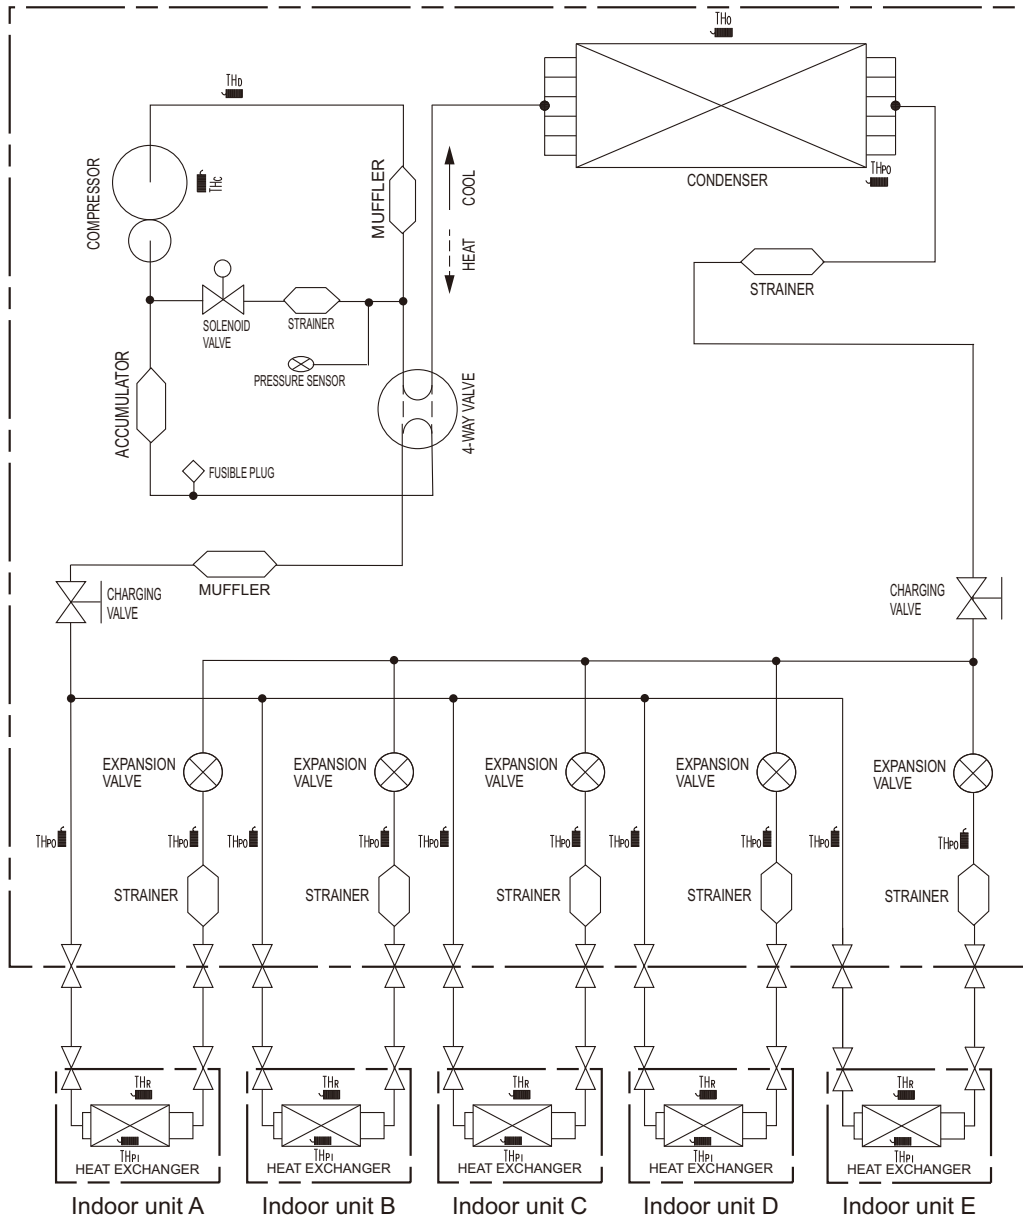 THO
THD
COMPRESSOR
THC
MUFFLER
COOL
HEAT
CONDENSER
THPO
STRAINER
SOLENOID
VALVE
STRAINER
PRESSURE SENSOR
ACCUMULATOR
4-WAY VALVE
FUSIBLE PLUG
MUFFLER
CHARGING
VALVE
CHARGING
VALVE
EXPANSION
VALVE
EXPANSION
VALVE
EXPANSION
VALVE
EXPANSION
VALVE
EXPANSION
VALVE
THPO
THPO
THPO
THPO
THPO
THPO
THPO
THPO
THPO
THPO
STRAINER
STRAINER
STRAINER
STRAINER
STRAINER
THR
THR
THR
THR
THR
THPI
THPI
THPI
THPI
THPI
HEAT EXCHANGER
HEAT EXCHANGER
HEAT EXCHANGER
HEAT EXCHANGER
HEAT EXCHANGER
Indoor unit A
Indoor unit B
Indoor unit C
Indoor unit D
Indoor unit E